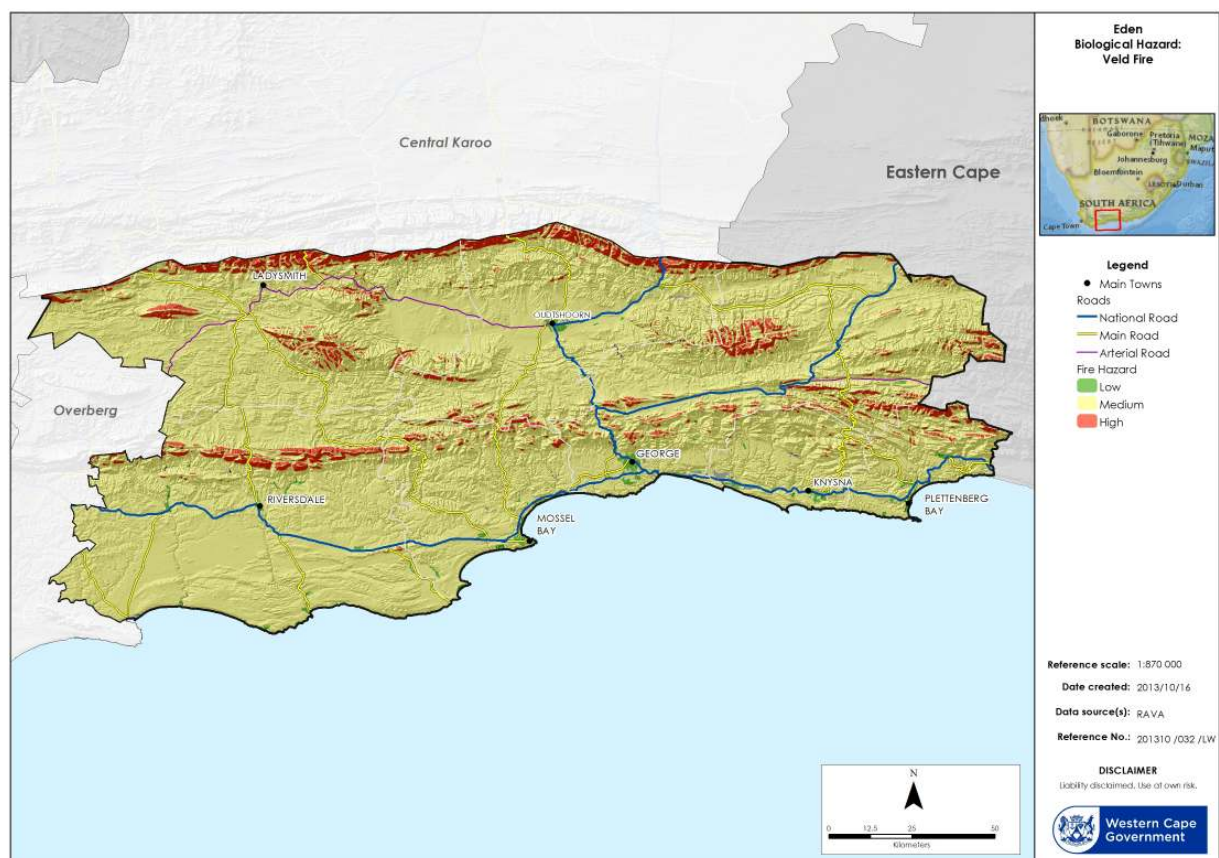 Eden
Biological Hazard:
Veld Fire
Central Karoo
Eastern Cape
Overberg
LADYSMITH
OUDTSHOORN
GEORGE
KNYSNA
PLETTENBERG
BAY
RIVERSDALE
MOSSEL
BAY
BOTSWANA
Gaborone
Pretoria
(Tshwane)
MOZA
Maput
Johannesburg
SWAZIL
Bloemfontein
LESOTHO
Durban
SOUTH AFRICA
Cape Town
Legend
Main Towns
Roads
National Road
Main Road
Arterial Road
Fire Hazard
Low
Medium
High
Reference scale: 1:870 000
Date created: 2013/10/16
Data source(s): RAVA
Reference No.: 201310 /032 /LW
DISCLAIMER
Liability disclaimed. Use at own risk.
Western Cape
Government
N
0 12,5 25 50
Kilometers